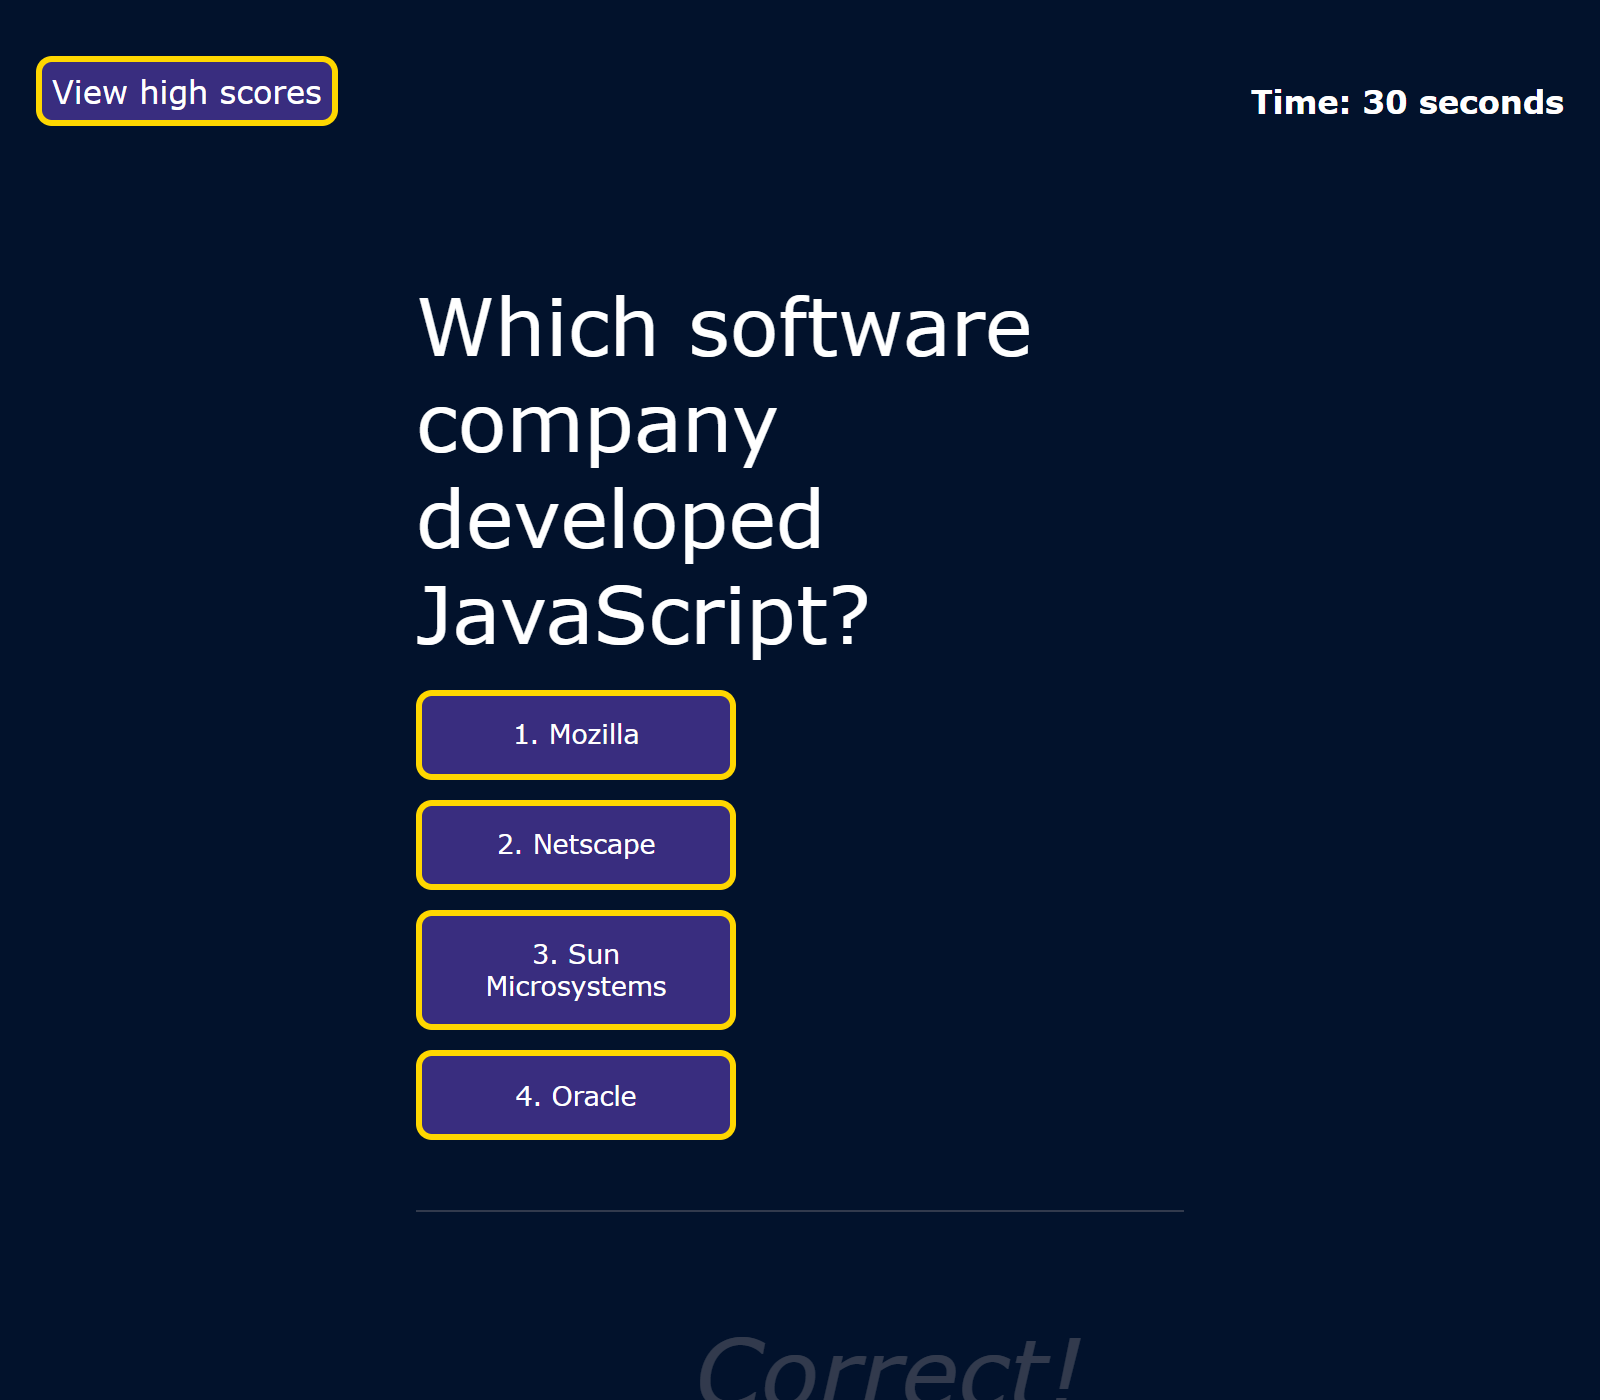 View high scores
Time: 30 seconds
Which software
company
developed
JavaScript?
1. Mozilla
2. Netscape
3. Sun
Microsystems
4. Oracle
Correct!